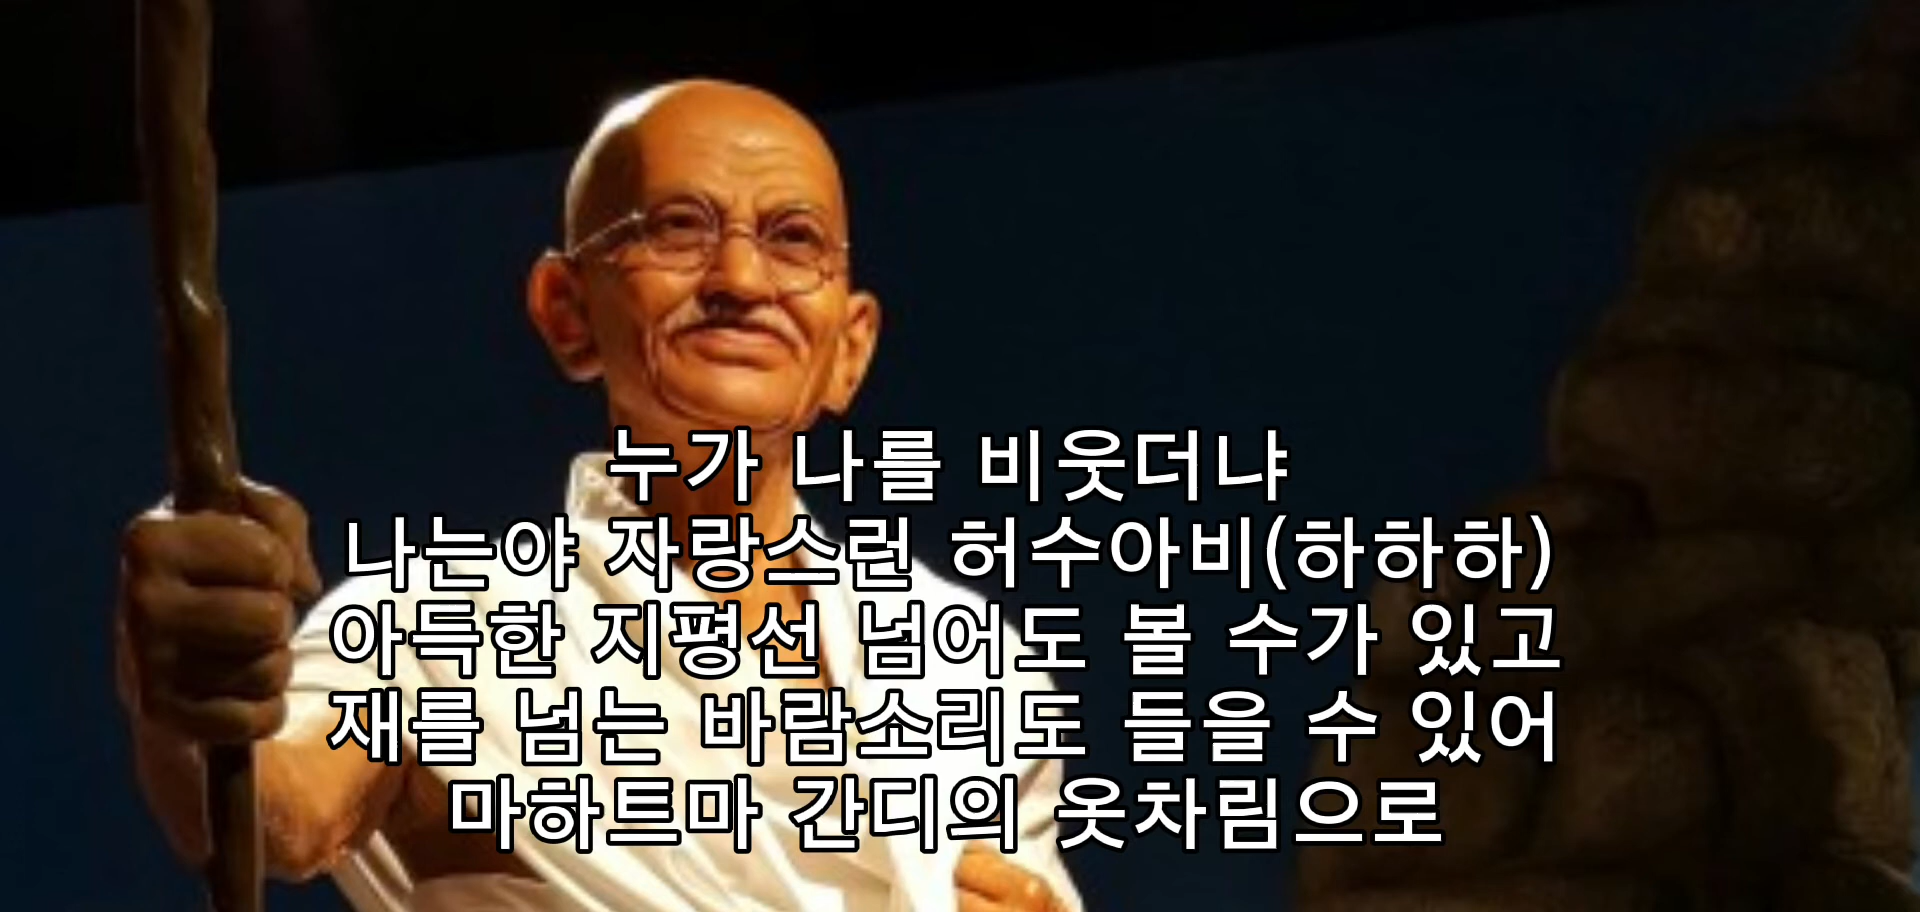 누가 나를 비웃더냐
나는야 자랑스런 허수아비(하하하)
아득한 지평선 넘어도 볼 수가 있고
재를 넘는 바람소리도 들을 수 있어
마하트마 간디의 옷차림으로